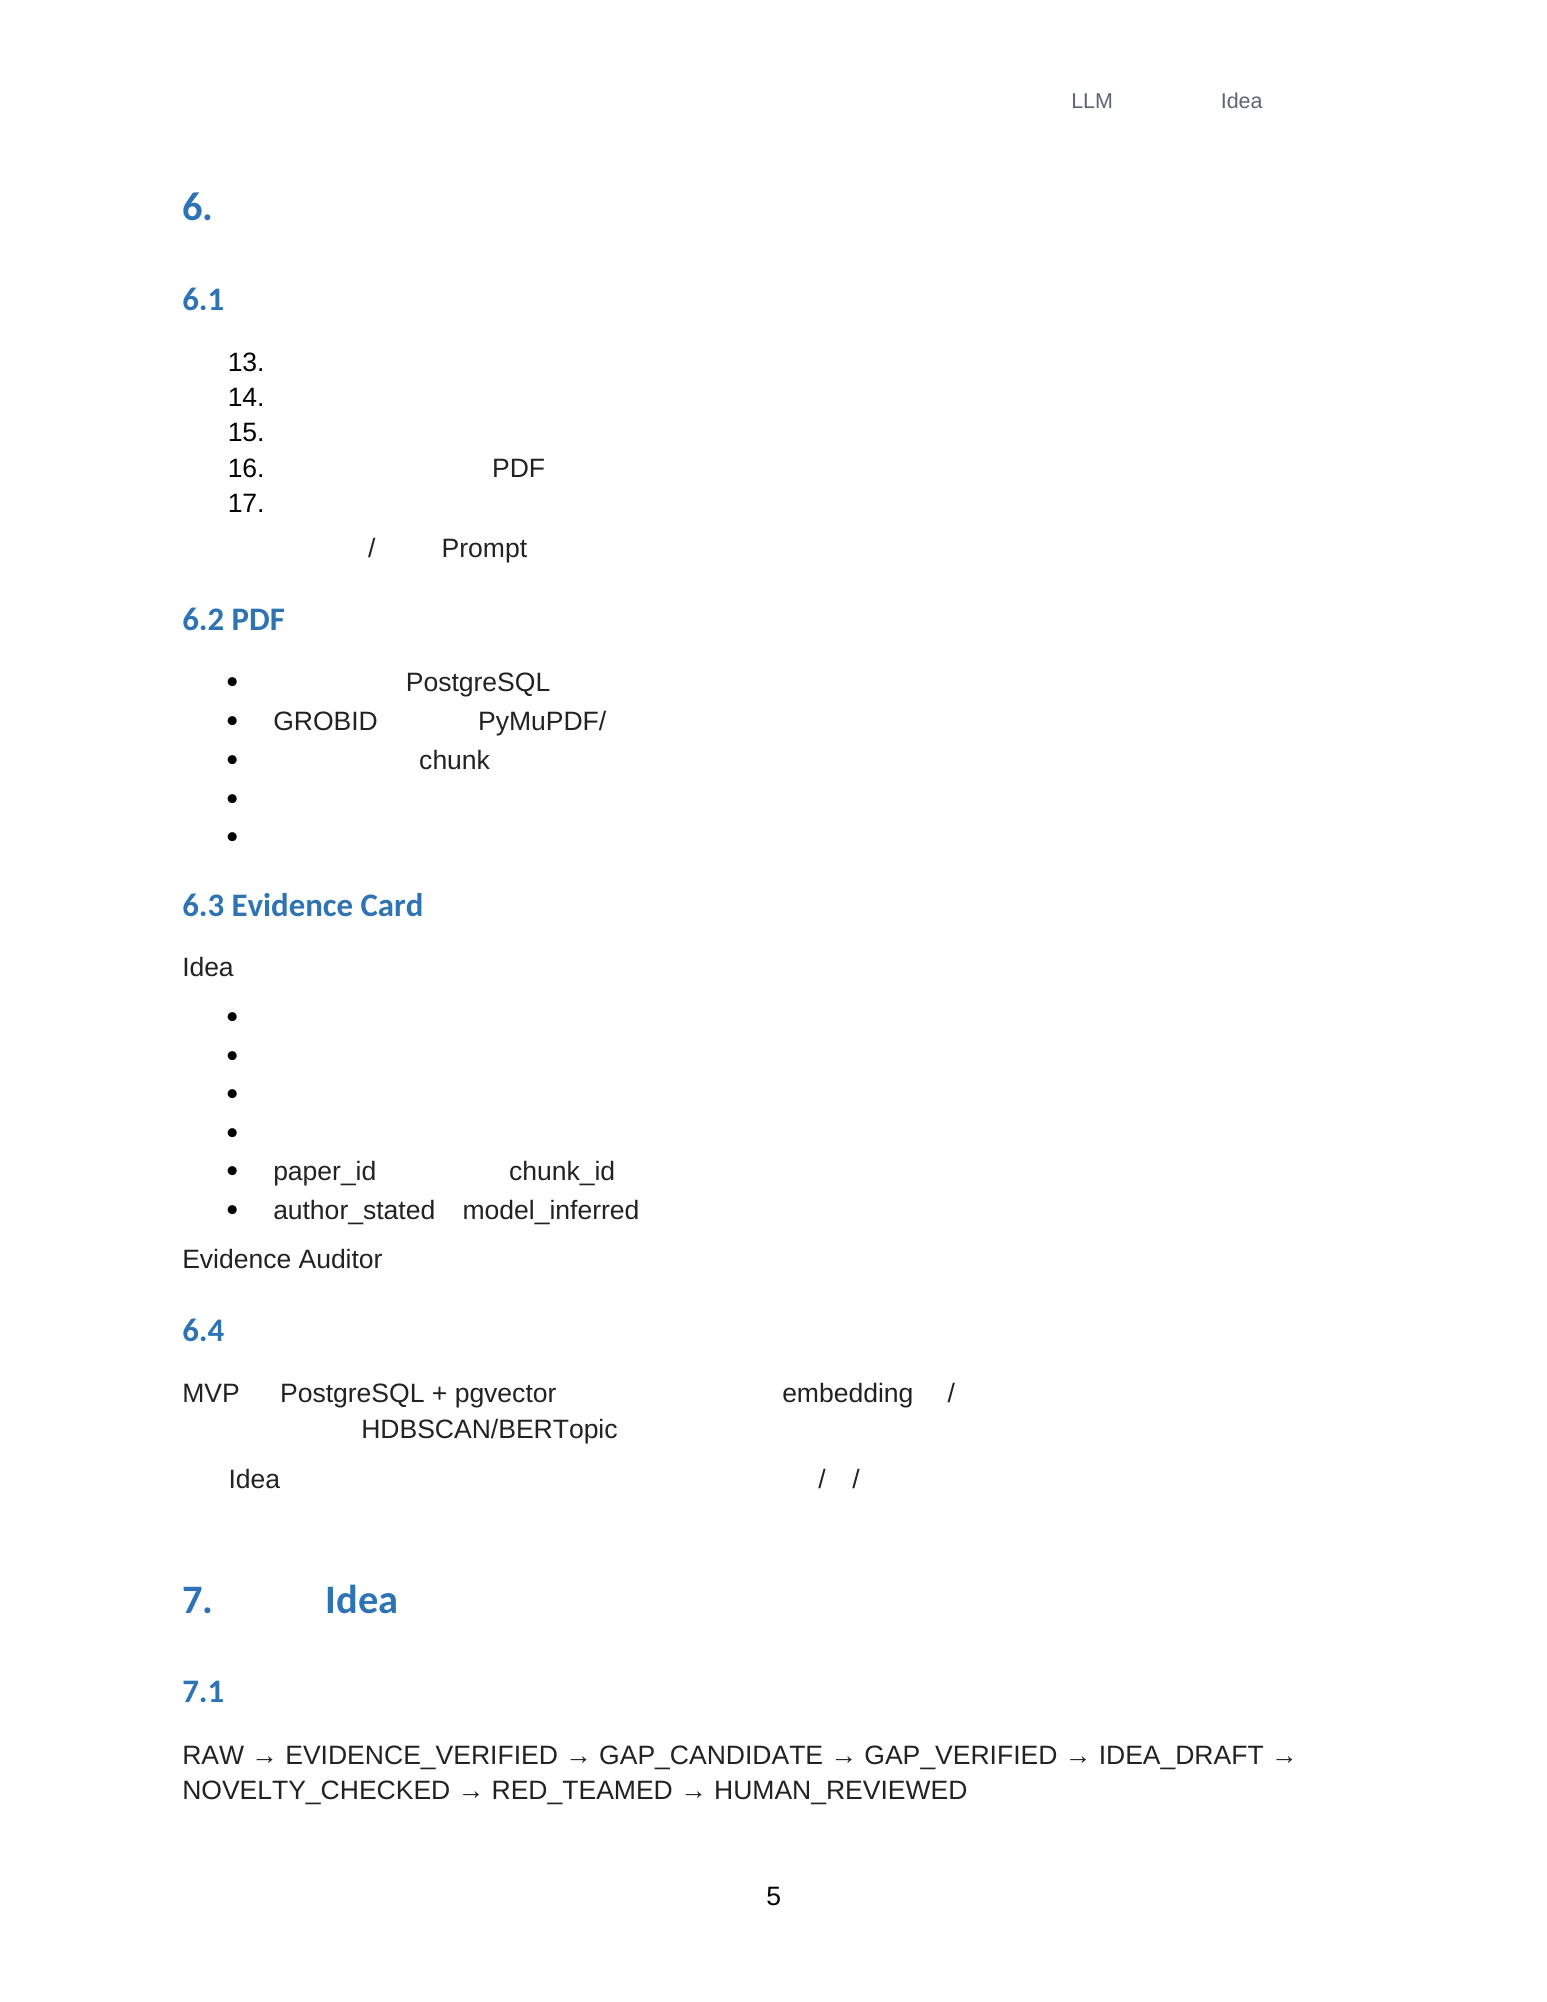 LLM Idea
6.
6.1
13.
14.
15.
16. PDF
17.
/ Prompt
6.2 PDF
• PostgreSQL
• GROBID PyMuPDF/
• chunk
•
•
6.3 Evidence Card
Idea
•
•
•
•
• paper_id chunk_id
• author_stated model_inferred
Evidence Auditor
6.4
MVP PostgreSQL + pgvector embedding /
HDBSCAN/BERTopic
Idea / /
7. Idea
7.1
RAW → EVIDENCE_VERIFIED → GAP_CANDIDATE → GAP_VERIFIED → IDEA_DRAFT →
NOVELTY_CHECKED → RED_TEAMED → HUMAN_REVIEWED
5